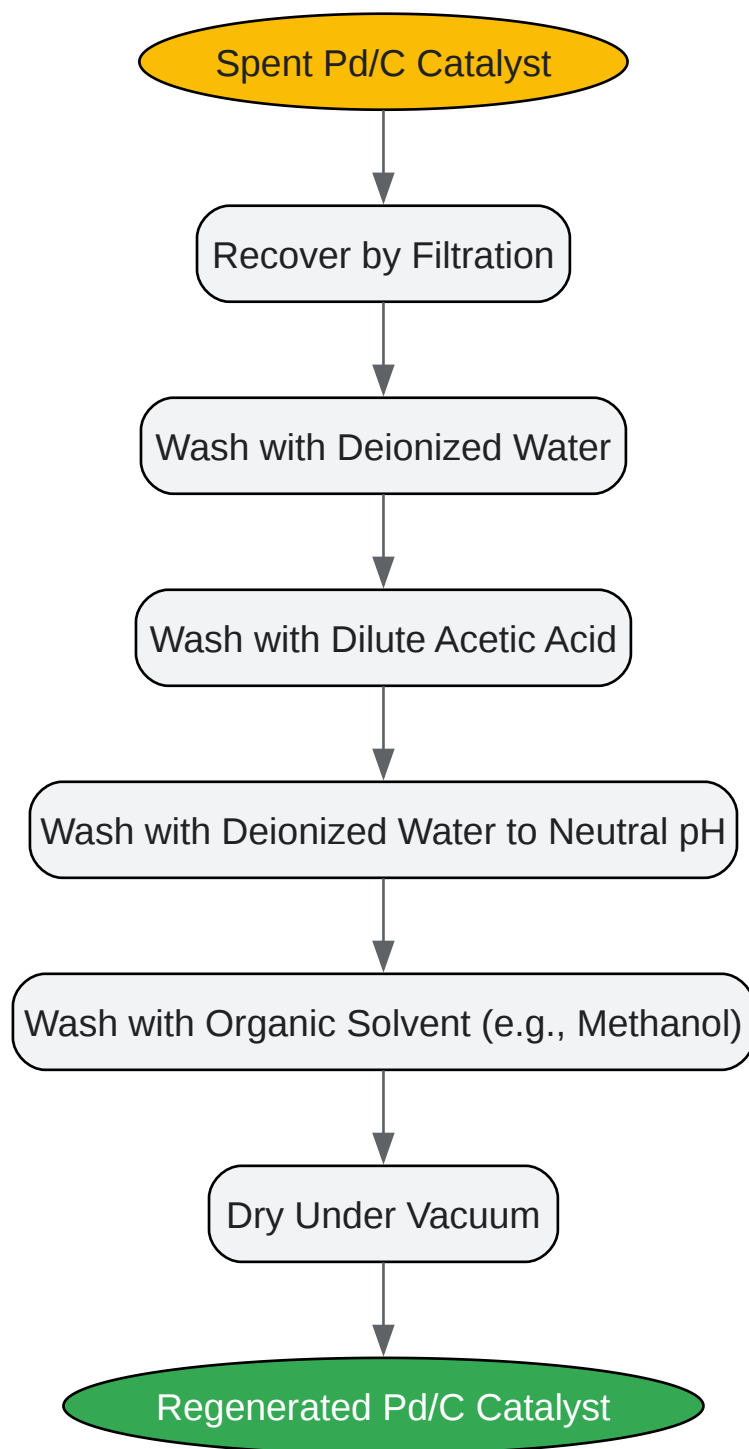 Spent Pd/C Catalyst
Recover by Filtration
Wash with Deionized Water
Wash with Dilute Acetic Acid
Wash with Deionized Water to Neutral pH
Wash with Organic Solvent (e.g., Methanol)
Dry Under Vacuum
Regenerated Pd/C Catalyst